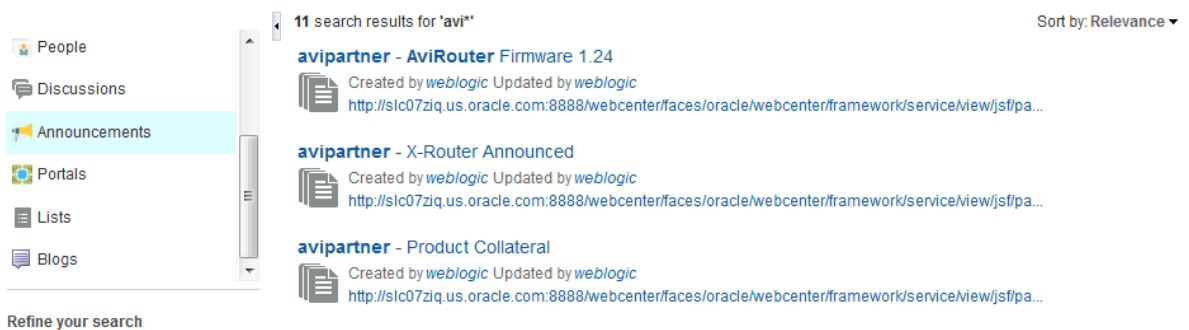 11 search results for 'avi*'
Sort by: Relevance
People
Discussions
Announcements
Portals
Lists
Blogs
Refine your search
avipartner - AviRouter Firmware 1.24
Created by weblogic Updated by weblogic
http://slc07ziq.us.oracle.com:8888/webcenter/faces/oracle/webcenter/framework/service/view/jsf/pa...
avipartner - X-Router Announced
Created by weblogic Updated by weblogic
http://slc07ziq.us.oracle.com:8888/webcenter/faces/oracle/webcenter/framework/service/view/jsf/pa...
avipartner - Product Collateral
Created by weblogic Updated by weblogic
http://slc07ziq.us.oracle.com:8888/webcenter/faces/oracle/webcenter/framework/service/view/jsf/pa...